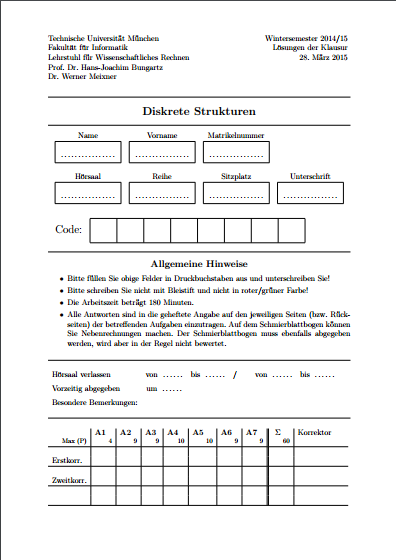 Technische Universität München
Fakultät für Informatik
Lehrstuhl für Wissenschaftliches Rechnen
Prof. Dr. Hans-Joachim Bungartz
Dr. Werner Meixner
Wintersemester 2014/15
Lösungen der Klausur
28. März 2015
Diskrete Strukturen
Name Vorname Matrikelnummer
................ ................ ................
Hörsaal Reihe Sitzplatz Unterschrift
................ ................ ................ ................
Code:
Allgemeine Hinweise
• Bitte füllen Sie obige Felder in Druckbuchstaben aus und unterschreiben Sie!
• Bitte schreiben Sie nicht mit Bleistift und nicht in roter/grüner Farbe!
• Die Arbeitszeit beträgt 180 Minuten.
• Alle Antworten sind in die geheftete Angabe auf den jeweiligen Seiten (bzw. Rück-
seiten) der betreffenden Aufgaben einzutragen. Auf dem Schmierblattbogen können
Sie Nebenrechnungen machen. Der Schmierblattbogen muss ebenfalls abgegeben
werden, wird aber in der Regel nicht bewertet.
Hörsaal verlassen von ...... bis ...... / von ...... bis ......
Vorzeitig abgegeben um ......
Besondere Bemerkungen:
A1 A2 A3 A4 A5 A6 A7 Σ Korrektor
Max (P) 4 9 9 10 10 9 9 60
Erstkorr.
Zweitkorr.